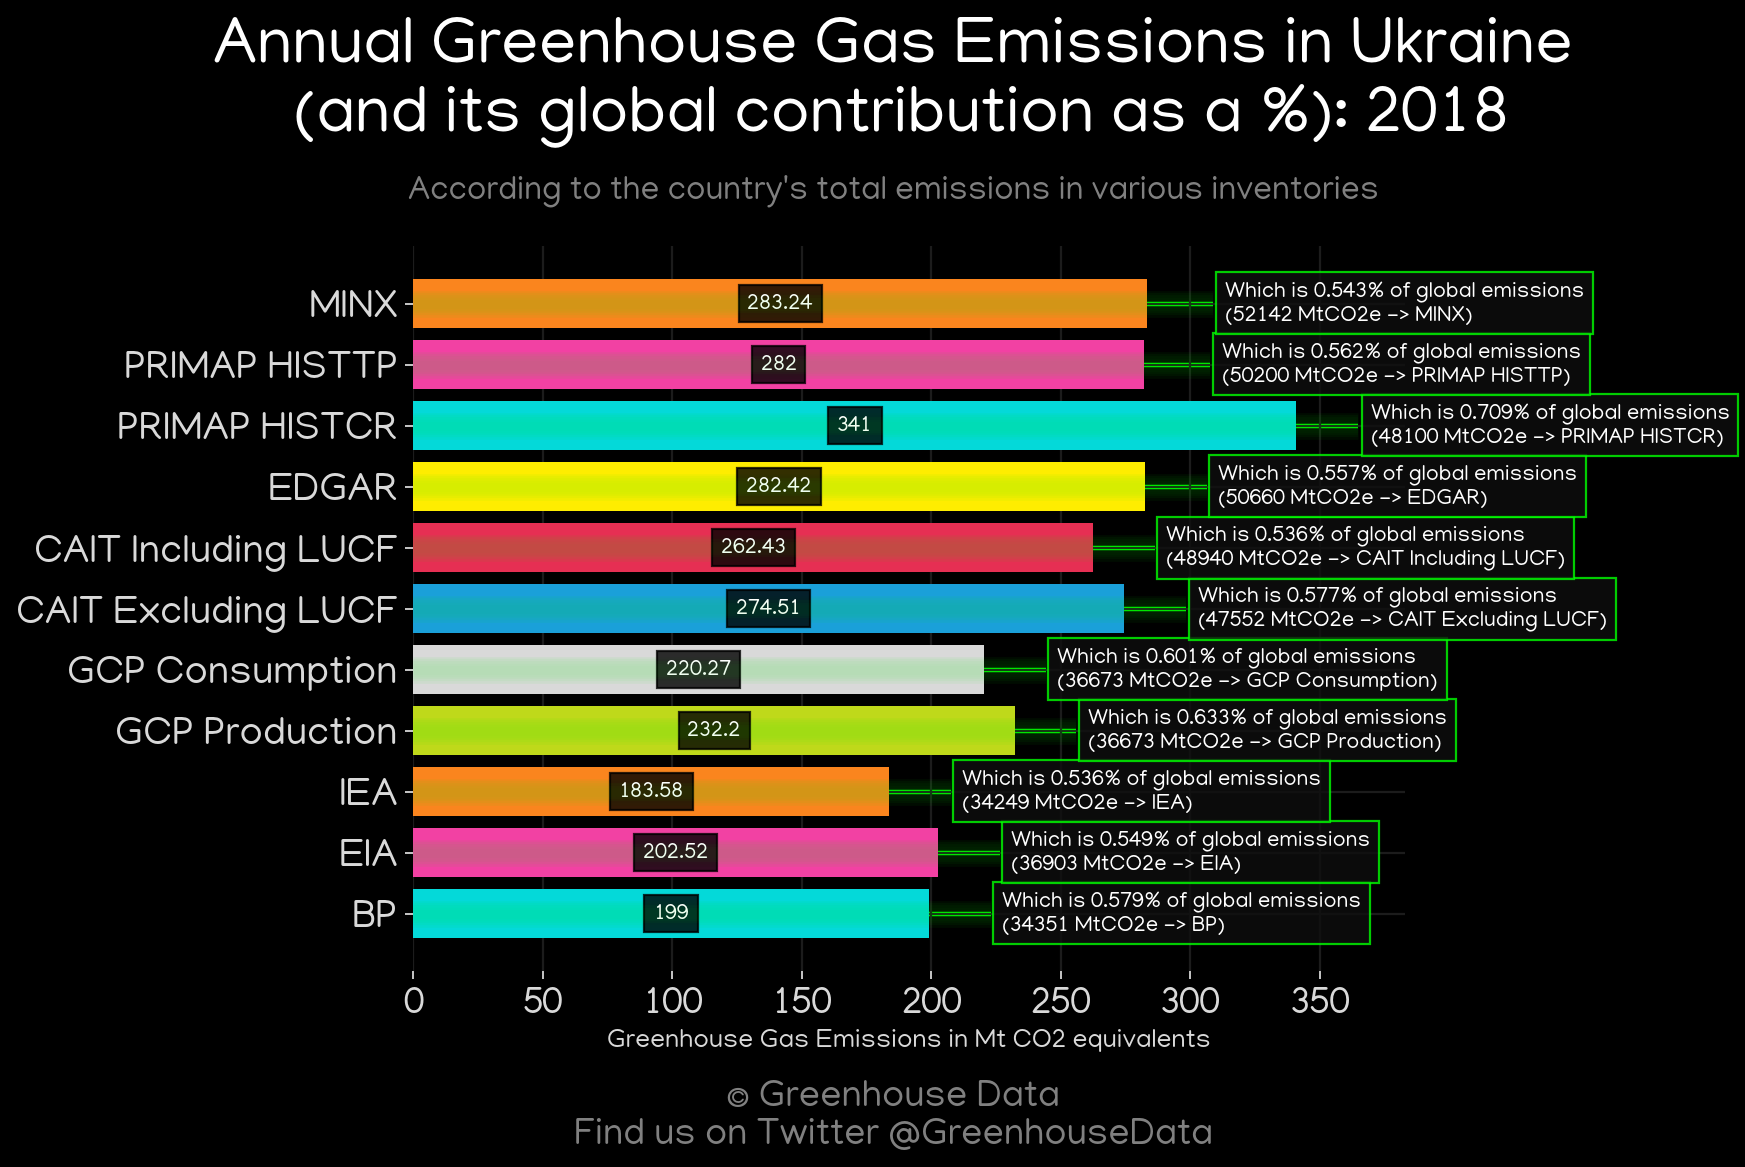 Annual Greenhouse Gas Emissions in Ukraine
(and its global contribution as a %): 2018
According to the country's total emissions in various inventories
MINX
283.24
Which is 0.543% of global emissions
(52142 MtCO2e -> MINX)
PRIMAP HISTTP
282
Which is 0.562% of global emissions
(50200 MtCO2e -> PRIMAP HISTTP)
PRIMAP HISTCR
341
Which is 0.709% of global emissions
(48100 MtCO2e -> PRIMAP HISTCR)
EDGAR
282.42
Which is 0.557% of global emissions
(50660 MtCO2e -> EDGAR)
CAIT Including LUCF
262.43
Which is 0.536% of global emissions
(48940 MtCO2e -> CAIT Including LUCF)
CAIT Excluding LUCF
274.51
Which is 0.577% of global emissions
(47552 MtCO2e -> CAIT Excluding LUCF)
GCP Consumption
220.27
Which is 0.601% of global emissions
(36673 MtCO2e -> GCP Consumption)
GCP Production
232.2
Which is 0.633% of global emissions
(36673 MtCO2e -> GCP Production)
IEA
183.58
Which is 0.536% of global emissions
(34249 MtCO2e -> IEA)
EIA
202.52
Which is 0.549% of global emissions
(36903 MtCO2e -> EIA)
BP
199
Which is 0.579% of global emissions
(34351 MtCO2e -> BP)
0 50 100 150 200 250 300 350
Greenhouse Gas Emissions in Mt CO2 equivalents
© Greenhouse Data
Find us on Twitter @GreenhouseData